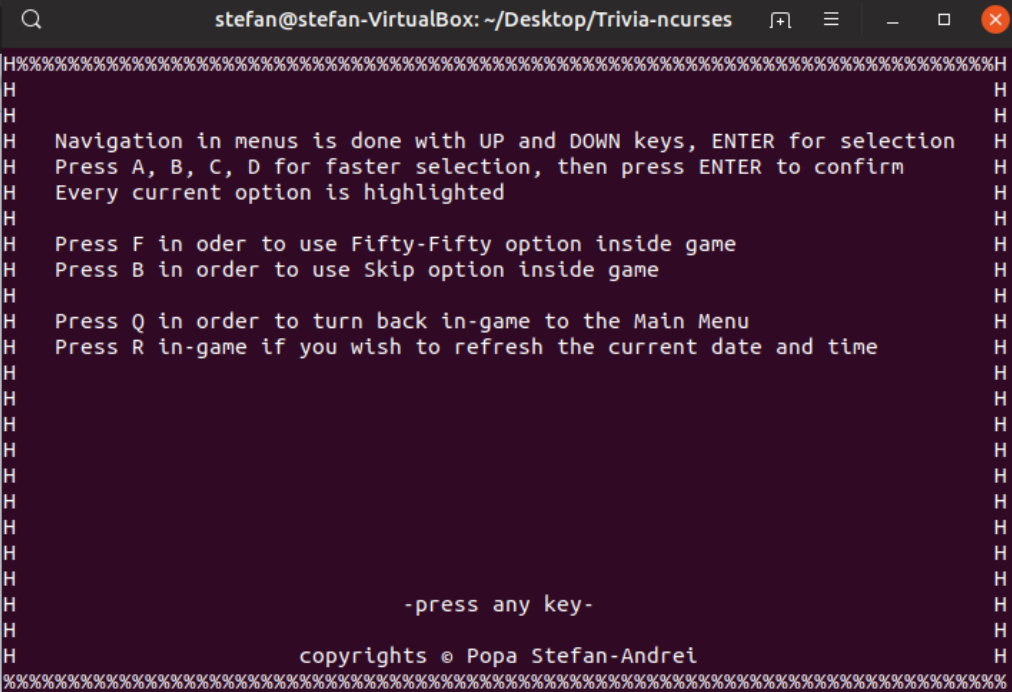 stefan@stefan-VirtualBox: ~/Desktop/Trivia-ncurses
Navigation in menus is done with UP and DOWN keys, ENTER for selection
Press A, B, C, D for faster selection, then press ENTER to confirm
Every current option is highlighted
Press F in oder to use Fifty-Fifty option inside game
Press B in order to use Skip option inside game
Press Q in order to turn back in-game to the Main Menu
Press R in-game if you wish to refresh the current date and time
-press any key-
copyrights © Popa Stefan-Andrei